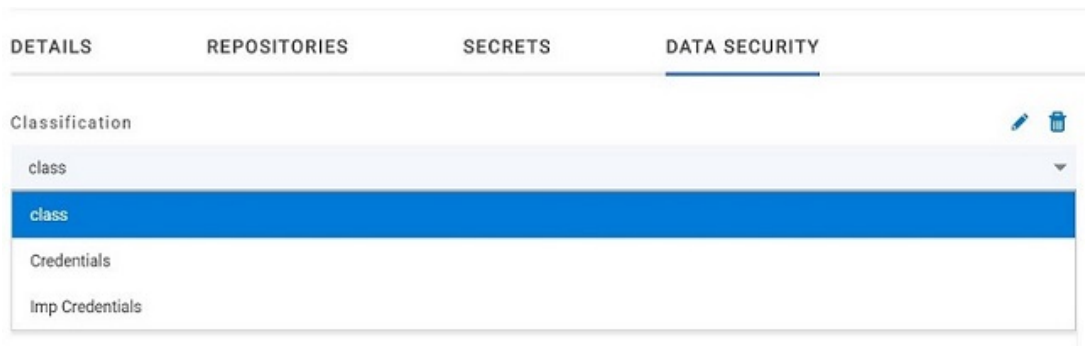 DETAILS REPOSITORIES SECRETS DATA SECURITY
Classification
class
class
Credentials
Imp Credentials